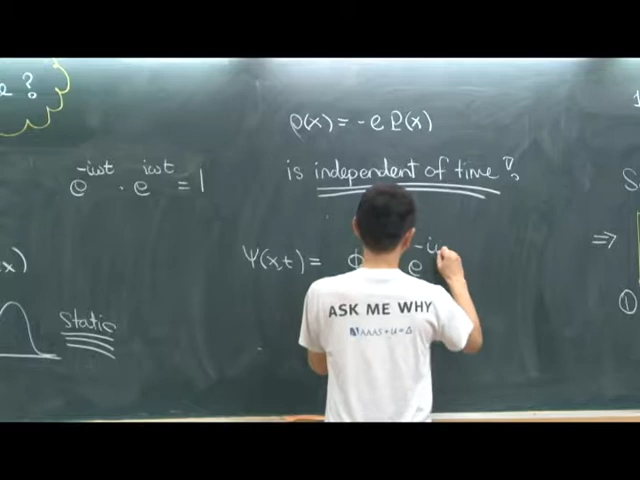 ?
ρ(x) = -e P(x)
is independent of time !
e^-iωt · e^iωt = 1
Ψ(x,t) = ϕ e^-i
x)
Static
⇒
①
ASK ME WHY